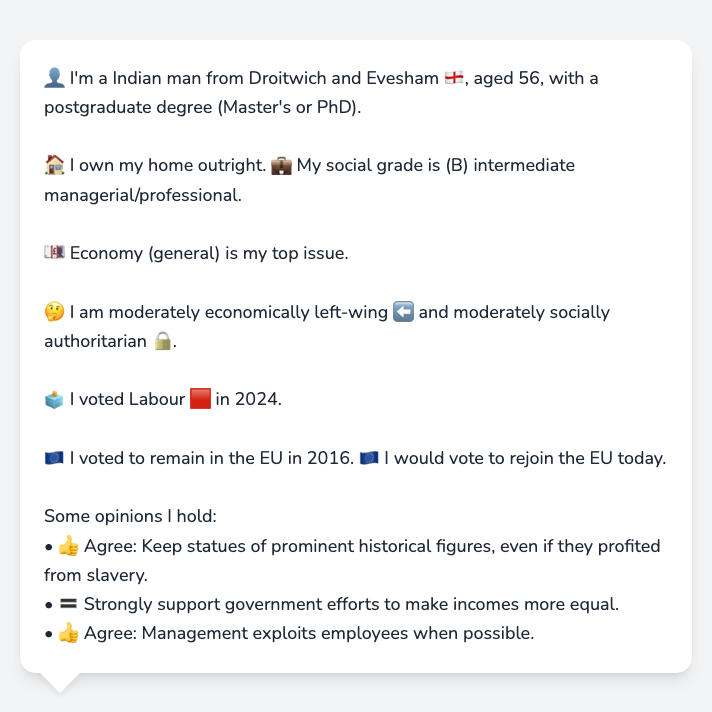 👤 I'm a Indian man from Droitwich and Evesham 🏴󠁧󠁢󠁥󠁮󠁧󠁿, aged 56, with a
postgraduate degree (Master's or PhD).
🏠 I own my home outright. 💼 My social grade is (B) intermediate
managerial/professional.
💷 Economy (general) is my top issue.
🤔 I am moderately economically left-wing ⬅️ and moderately socially
authoritarian 🔒.
🗳️ I voted Labour 🟥 in 2024.
🇪🇺 I voted to remain in the EU in 2016. 🇪🇺 I would vote to rejoin the EU today.
Some opinions I hold:
• 👍 Agree: Keep statues of prominent historical figures, even if they profited
from slavery.
• 🟰 Strongly support government efforts to make incomes more equal.
• 👍 Agree: Management exploits employees when possible.